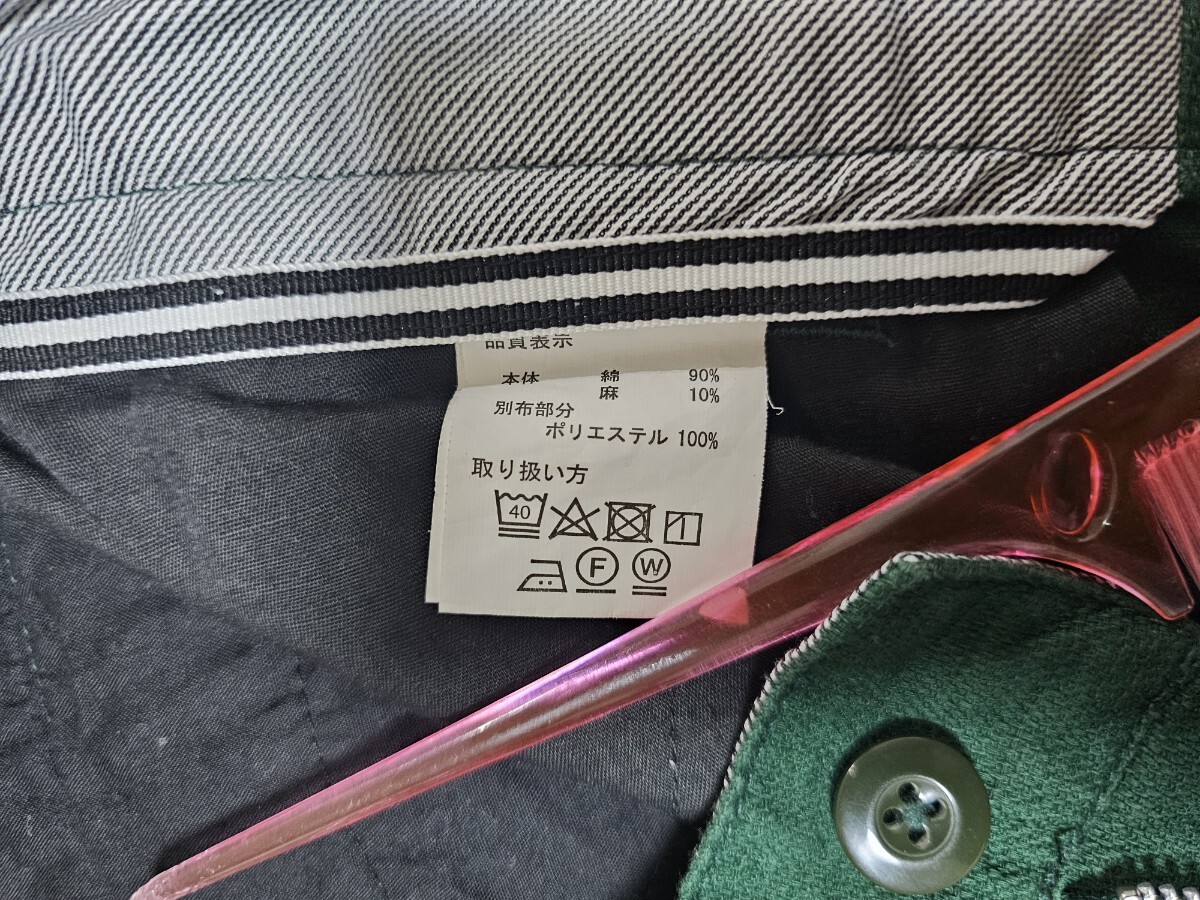 品質表示
本体 綿 90%
麻 10%
別布部分
ポリエステル 100%
取り扱い方
40
F W